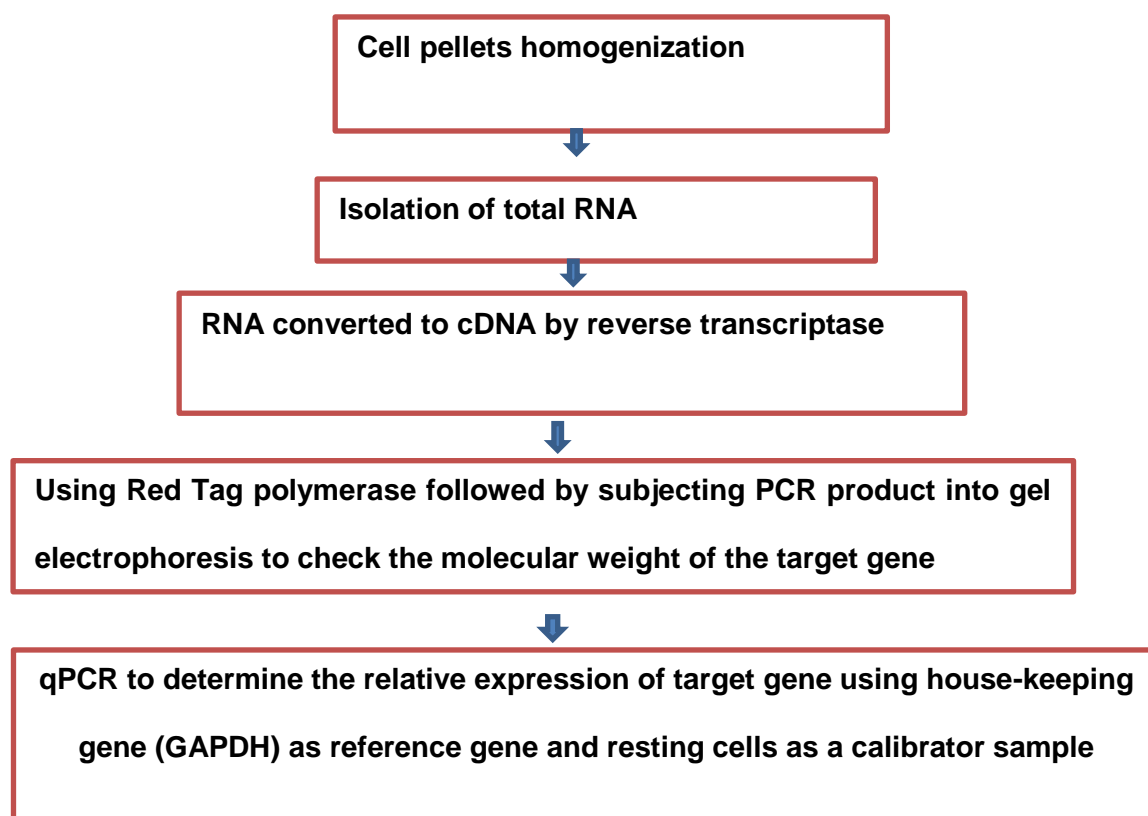 Cell pellets homogenization
Isolation of total RNA
RNA converted to cDNA by reverse transcriptase
Using Red Tag polymerase followed by subjecting PCR product into gel
electrophoresis to check the molecular weight of the target gene
qPCR to determine the relative expression of target gene using house-keeping
gene (GAPDH) as reference gene and resting cells as a calibrator sample